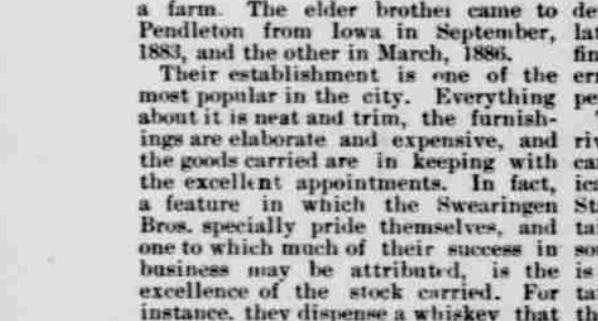 a farm. The elder brother came to
Pendleton from Iowa in September,
1883, and the other in March, 1886.
Their establishment is one of the
most popular in the city. Everything
about it is neat and trim, the furnish-
ings are elaborate and expensive, and
the goods carried are in keeping with
the excellent appointments. In fact,
a feature in which the Swearingen
Bros. specially pride themselves, and
one to which much of their success in
business may be attributed, is the
excellence of the stock carried. For
instance, they dispense a whiskey that